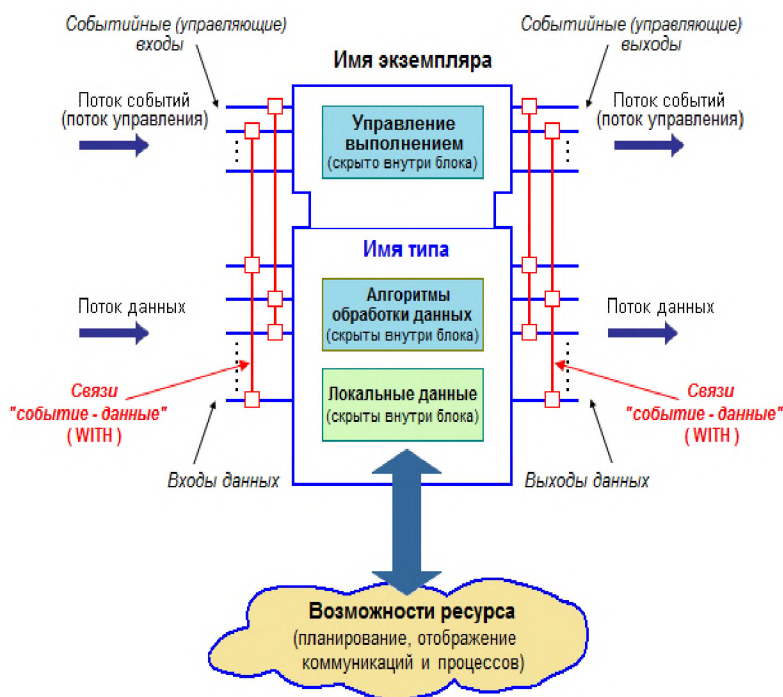 Событийные (управляющие)
входы
Имя экземпляра
Событийные (управляющие)
выходы
Поток событий
(поток управления)
Управление
выполнением
(скрыто внутри блока)
Поток событий
(поток управления)
Имя типа
Поток данных
Алгоритмы
обработки данных
(скрыты внутри блока)
Поток данных
Связи
"событие - данные"
( WITH )
Локальные данные
(скрыты внутри блока)
Связи
"событие - данные"
( WITH )
Входы данных
Выходы данных
Возможности ресурса
(планирование, отображение
коммуникаций и процессов)